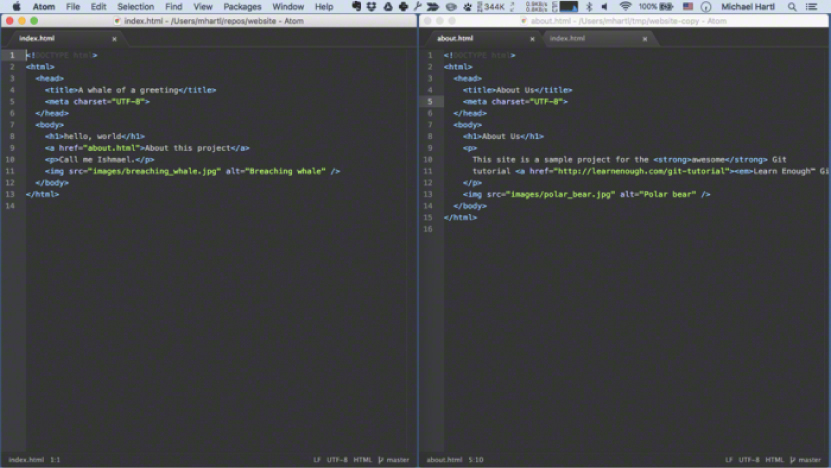 Atom File Edit Selection Find View Packages Window Help 344K 100% Michael Hartl
index.html — /Users/mhartl/repos/website - Atom
index.html
1 <!DOCTYPE html>
2 <html>
3 <head>
4 <title>A whale of a greeting</title>
5 <meta charset="UTF-8">
6 </head>
7 <body>
8 <h1>hello, world</h1>
9 <a href="about.html">About this project</a>
10 <p>Call me Ishmael.</p>
11 <img src="images/breaching_whale.jpg" alt="Breaching whale" />
12 </body>
13 </html>
14
index.html 1:1 LF UTF-8 HTML master
about.html — /Users/mhartl/tmp/website-copy - Atom
about.html index.html
1 <!DOCTYPE html>
2 <html>
3 <head>
4 <title>About Us</title>
5 <meta charset="UTF-8">
6 </head>
7 <body>
8 <h1>About Us</h1>
9 <p>
10 This site is a sample project for the <strong>awesome</strong> Git
11 tutorial <a href="http://learnenough.com/git-tutorial"><em>Learn Enough™ Gi
12 </p>
13 <img src="images/polar_bear.jpg" alt="Polar bear" />
14 </body>
15 </html>
16
about.html 5:10 LF UTF-8 HTML master